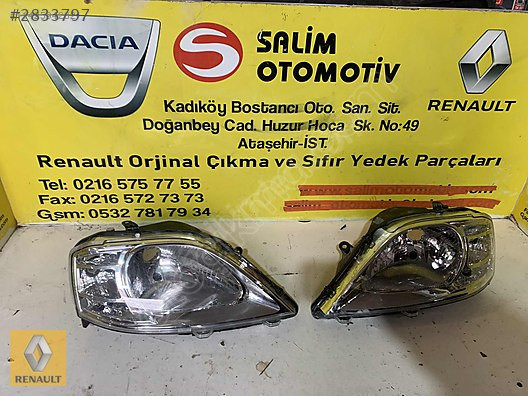 #2833797
DACIA
S
SALİM
OTOMOTİV
RENAULT
Kadıköy Bostancı Oto. San. Sit.
Doğanbey Cad. Huzur Hoca Sk. No:49
Ataşehir-İST.
Renault Orjinal Çıkma ve Sıfır Yedek Parçaları
Tel: 0216 575 77 55
Fax: 0216 572 73 73
Gsm: 0532 781 79 34
RENAULT